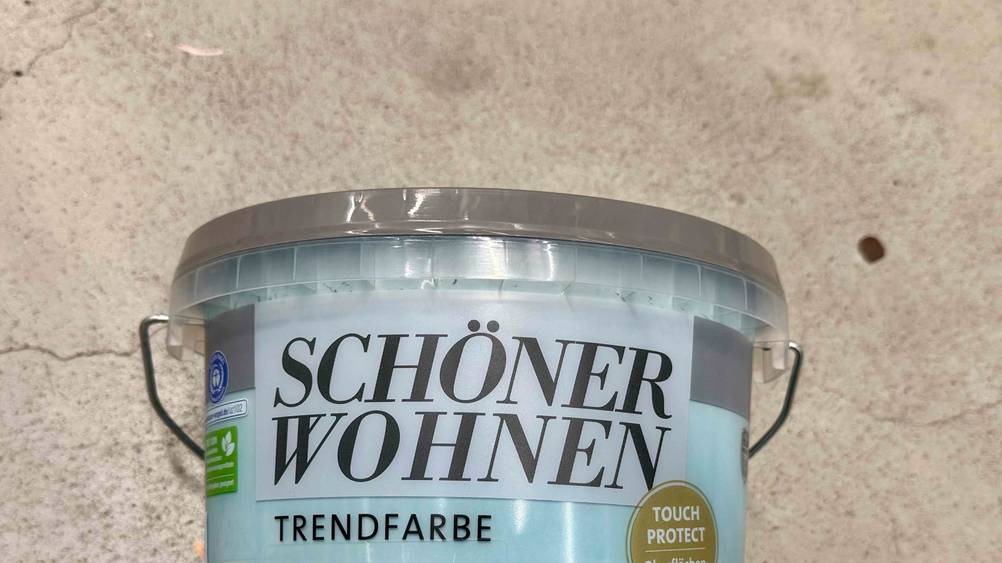 SCHÖNER
WOHNEN
TRENDFARBE
TOUCH
PROTECT